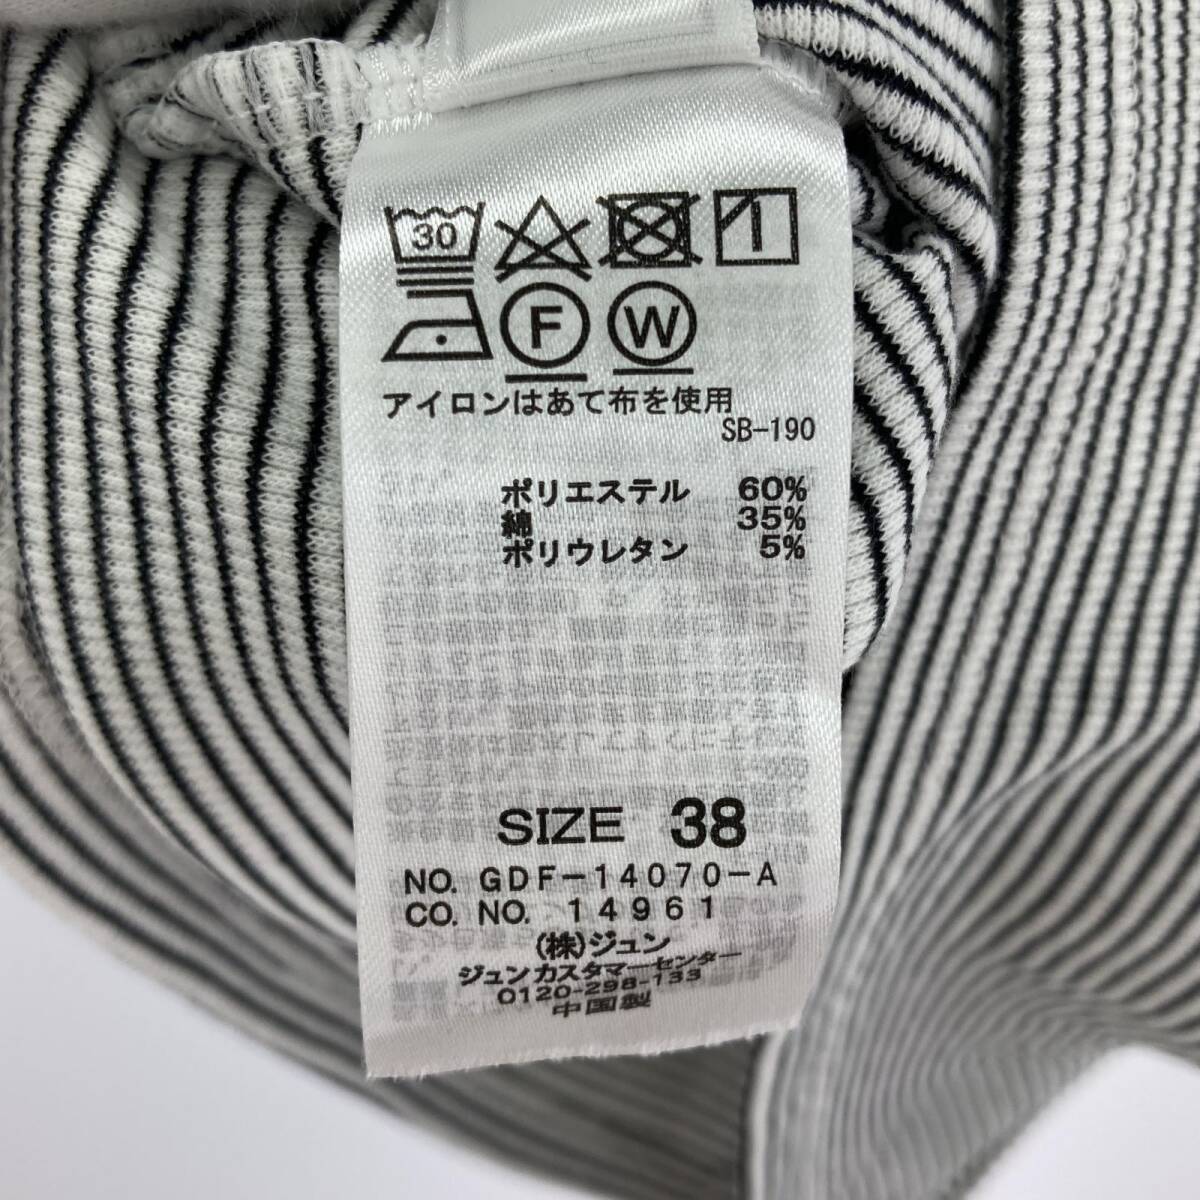 30
F W
アイロンはあて布を使用
SB-190
ポリエステル 60%
綿 35%
ポリウレタン 5%
SIZE 38
NO. GDF-14070-A
CO. NO. 14961
(株)ジュン
ジュンカスタマーセンター
0120-298-133
中国製